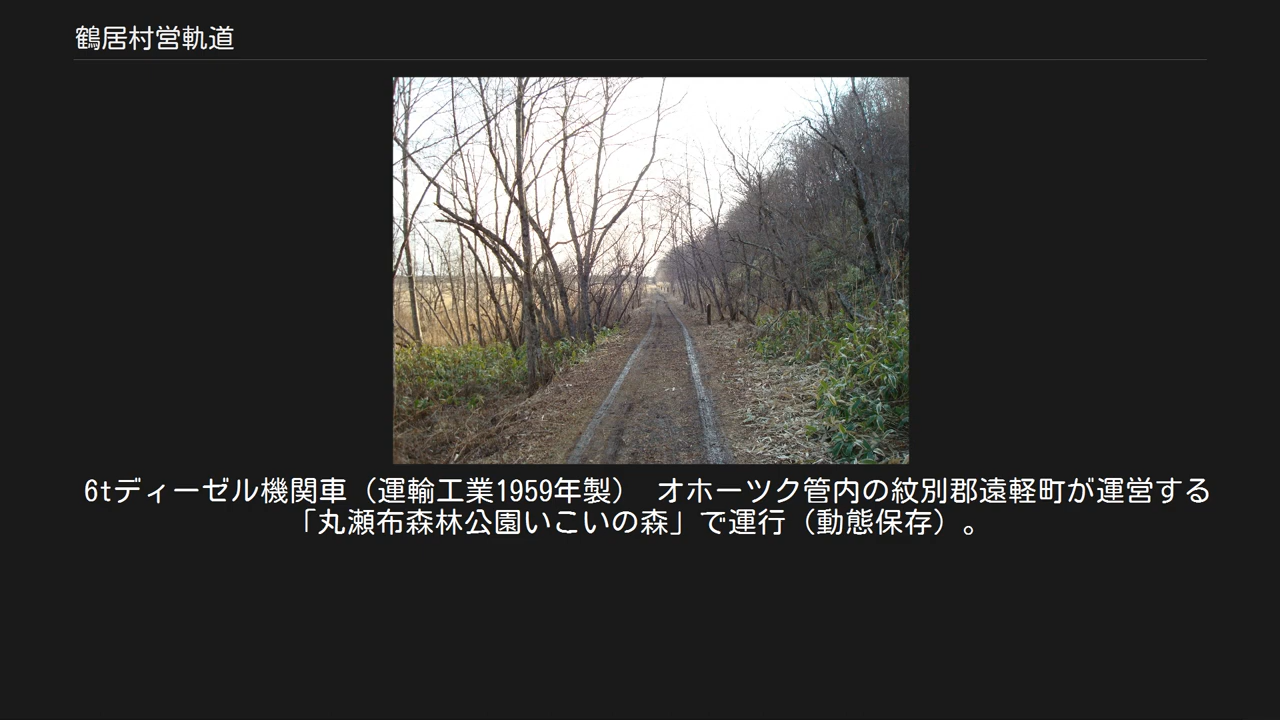 鶴居村営軌道
6tディーゼル機関車（運輸工業1959年製）　オホーツク管内の紋別郡遠軽町が運営する
「丸瀬布森林公園いこいの森」で運行（動態保存）。